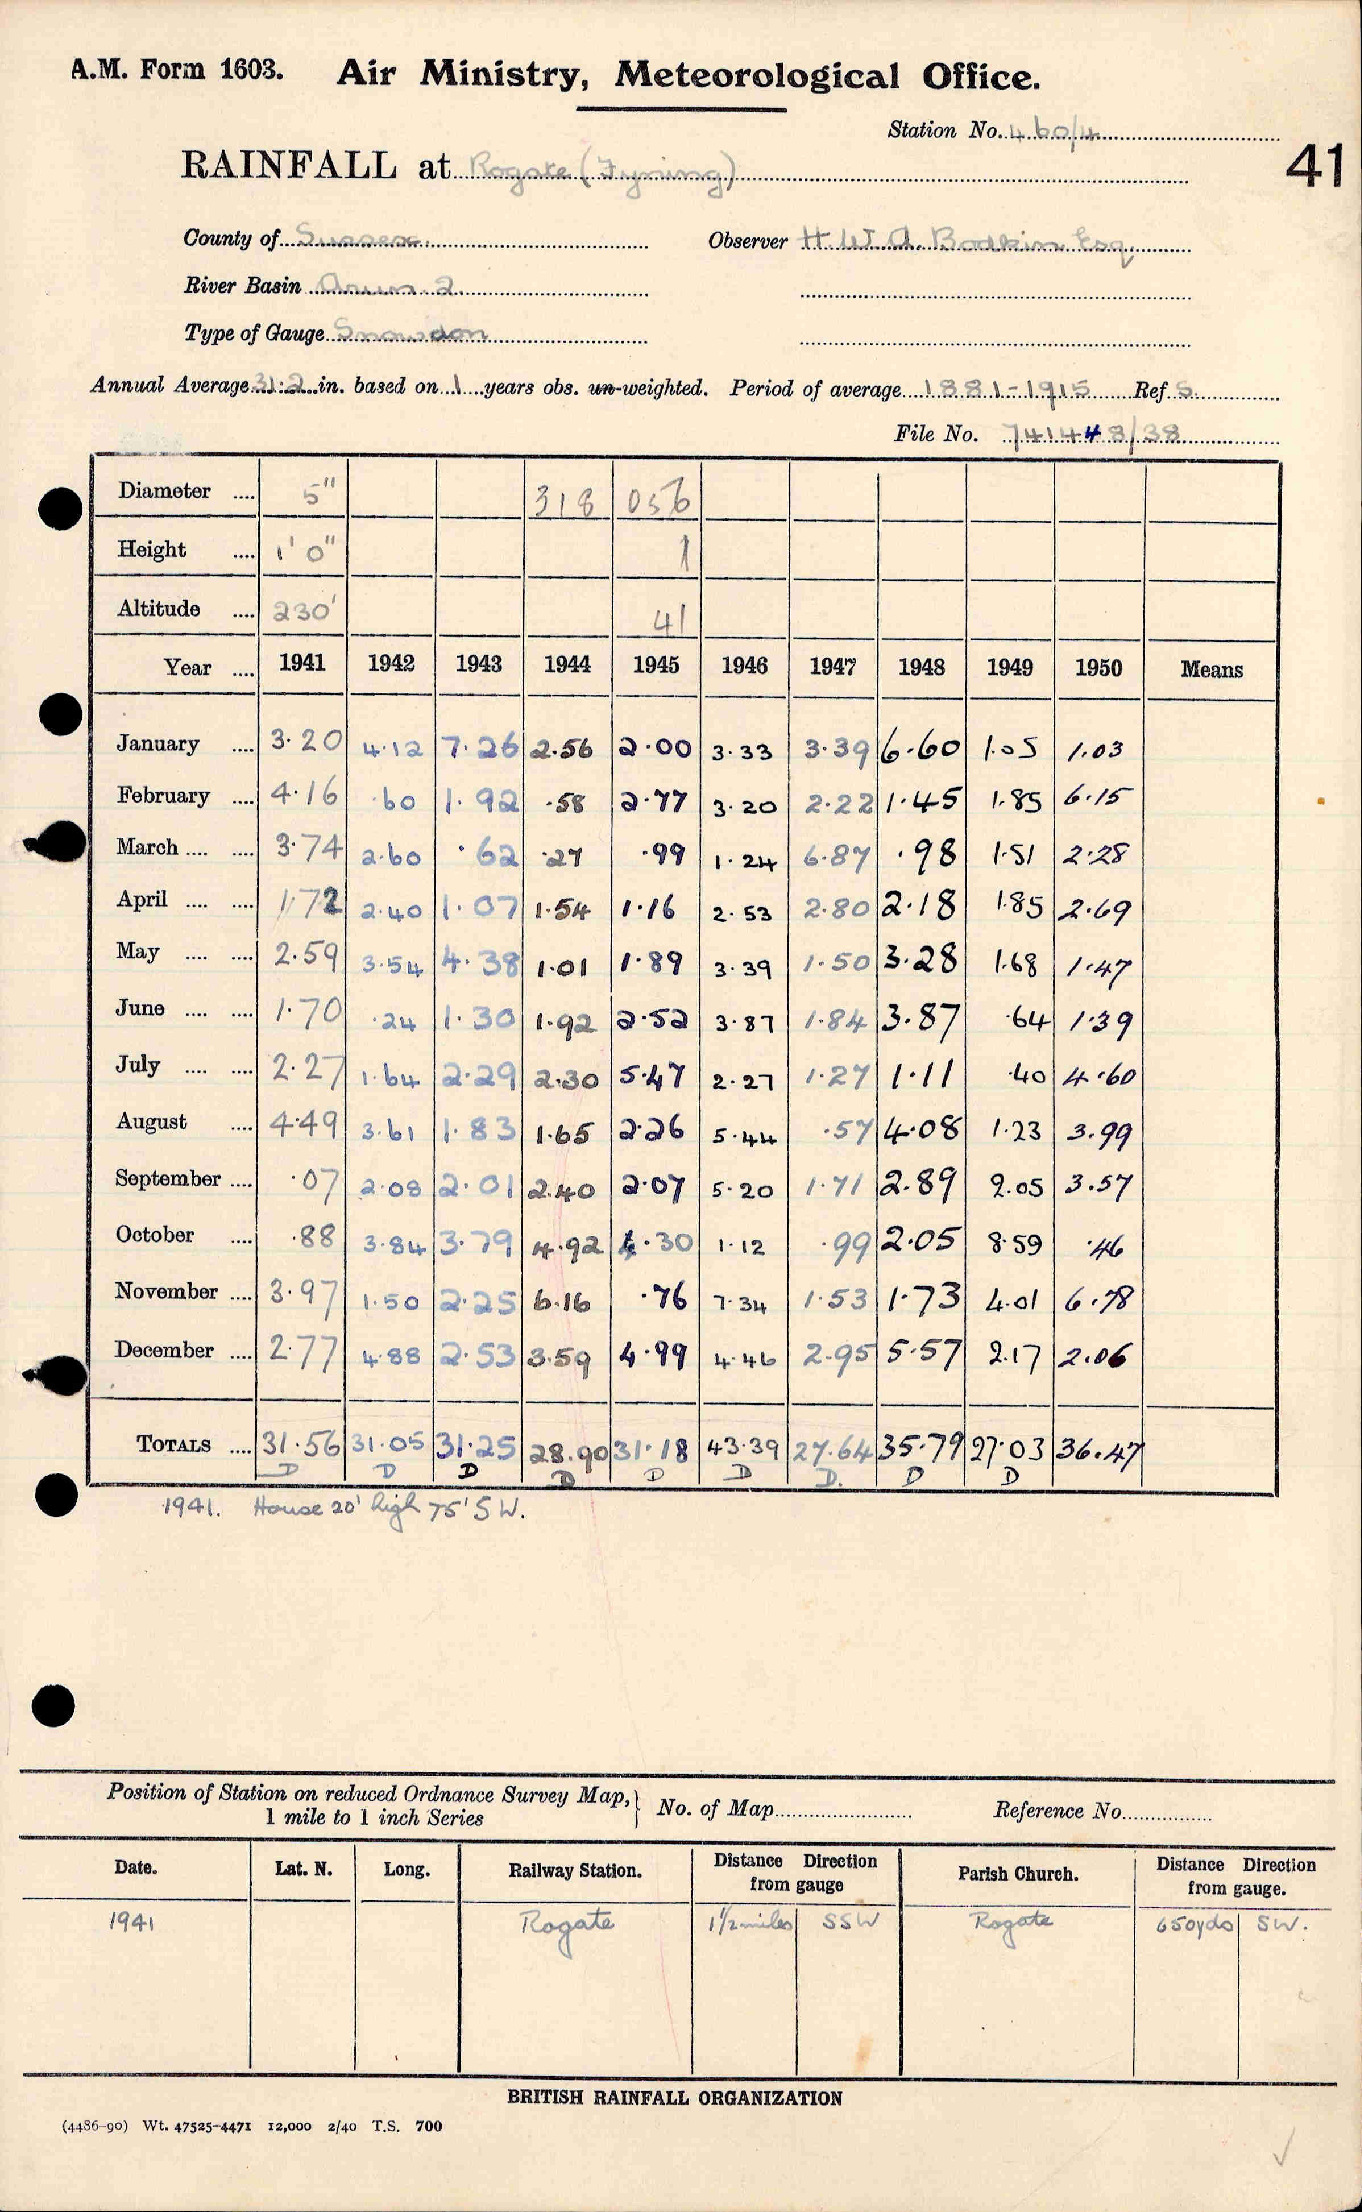 A.M. Form 1603. Air Ministry, Meteorological Office.
Station No. 460/4
41
RAINFALL at Rogate (Fyning)
County of Sussex. Observer H. W. A. Bodkin Esq
River Basin Arun 2
Type of Gauge Snowdon
Annual Average 31.2 in. based on 1 years obs. un-weighted. Period of average 1881-1915 Ref. S.
File No. 741448/38
Diameter .... 5" 318 056
Height .... 1' 0" 1
Altitude .... 230' 41
Year .... 1941 1942 1943 1944 1945 1946 1947 1948 1949 1950 Means
January .... 3.20 4.12 7.26 2.56 2.00 3.33 3.39 6.60 1.05 1.03
February .... 4.16 .60 1.92 .58 2.77 3.20 2.22 1.45 1.85 6.15
March .... .... 3.74 2.60 .62 .27 .99 1.24 6.87 .98 1.51 2.28
April .... .... 1.72 2.40 1.07 1.54 1.16 2.53 2.80 2.18 1.85 2.69
May .... .... 2.59 3.54 4.38 1.01 1.89 3.39 1.50 3.28 1.68 1.47
June .... .... 1.70 .24 1.30 1.92 2.52 3.87 1.84 3.87 .64 1.39
July .... .... 2.27 1.64 2.29 2.30 5.47 2.27 1.27 1.11 .40 4.60
August .... 4.49 3.61 1.83 1.65 2.26 5.44 .57 4.08 1.23 3.99
September .... .07 2.08 2.01 2.40 2.07 5.20 1.71 2.89 2.05 3.57
October .... .88 3.84 3.79 4.92 4.30 1.12 .99 2.05 8.59 .46
November .... 3.97 1.50 2.25 6.16 .76 7.34 1.53 1.73 4.01 6.78
December .... 2.77 4.88 2.53 3.59 4.99 4.46 2.95 5.57 2.17 2.06
TOTALS .... 31.56 31.05 31.25 28.90 31.18 43.39 27.64 35.79 27.03 36.47
D D D D D D D. D D
1941. House 20' high 75' S W.
Position of Station on reduced Ordnance Survey Map,} No. of Map Reference No.
1 mile to 1 inch Series
Date. Lat. N. Long. Railway Station. Distance Direction from gauge Parish Church. Distance Direction from gauge.
1941 Rogate 1 1/2 miles SSW Rogate 650yds SW.
BRITISH RAINFALL ORGANIZATION
(4486-90) Wt. 47525-4471 12,000 2/40 T.S. 700